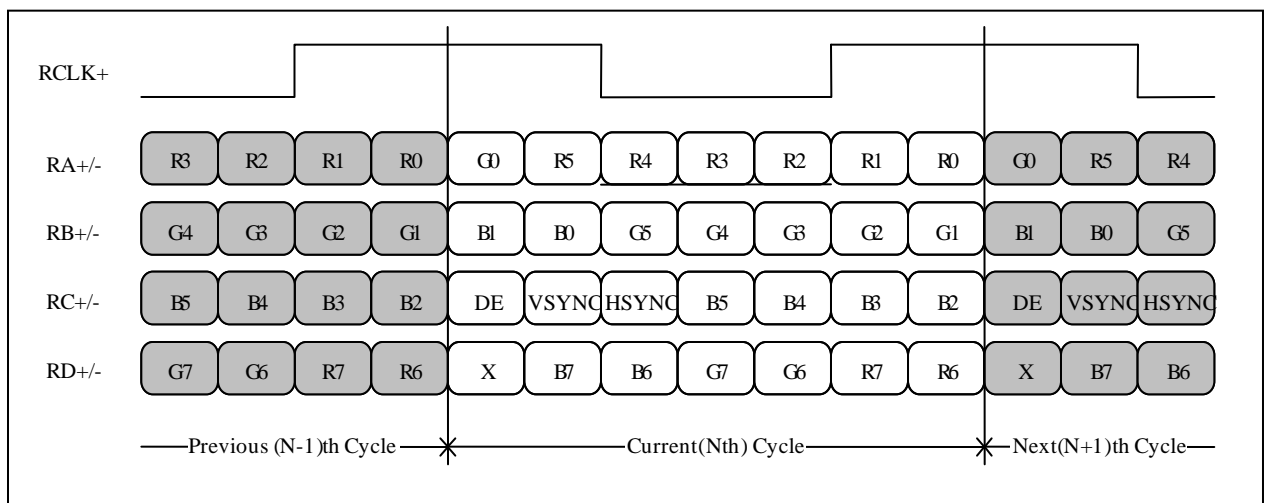 RCLK+
RA+/- R3 R2 R1 R0 G0 R5 R4 R3 R2 R1 R0 G0 R5 R4
RB+/- G4 G3 G2 G1 B1 B0 G5 G4 G3 G2 G1 B1 B0 G5
RC+/- B5 B4 B3 B2 DE VSYNC HSYNC B5 B4 B3 B2 DE VSYNC HSYNC
RD+/- G7 G6 R7 R6 X B7 B6 G7 G6 R7 R6 X B7 B6
Previous (N-1)th Cycle Current(Nth) Cycle Next(N+1)th Cycle